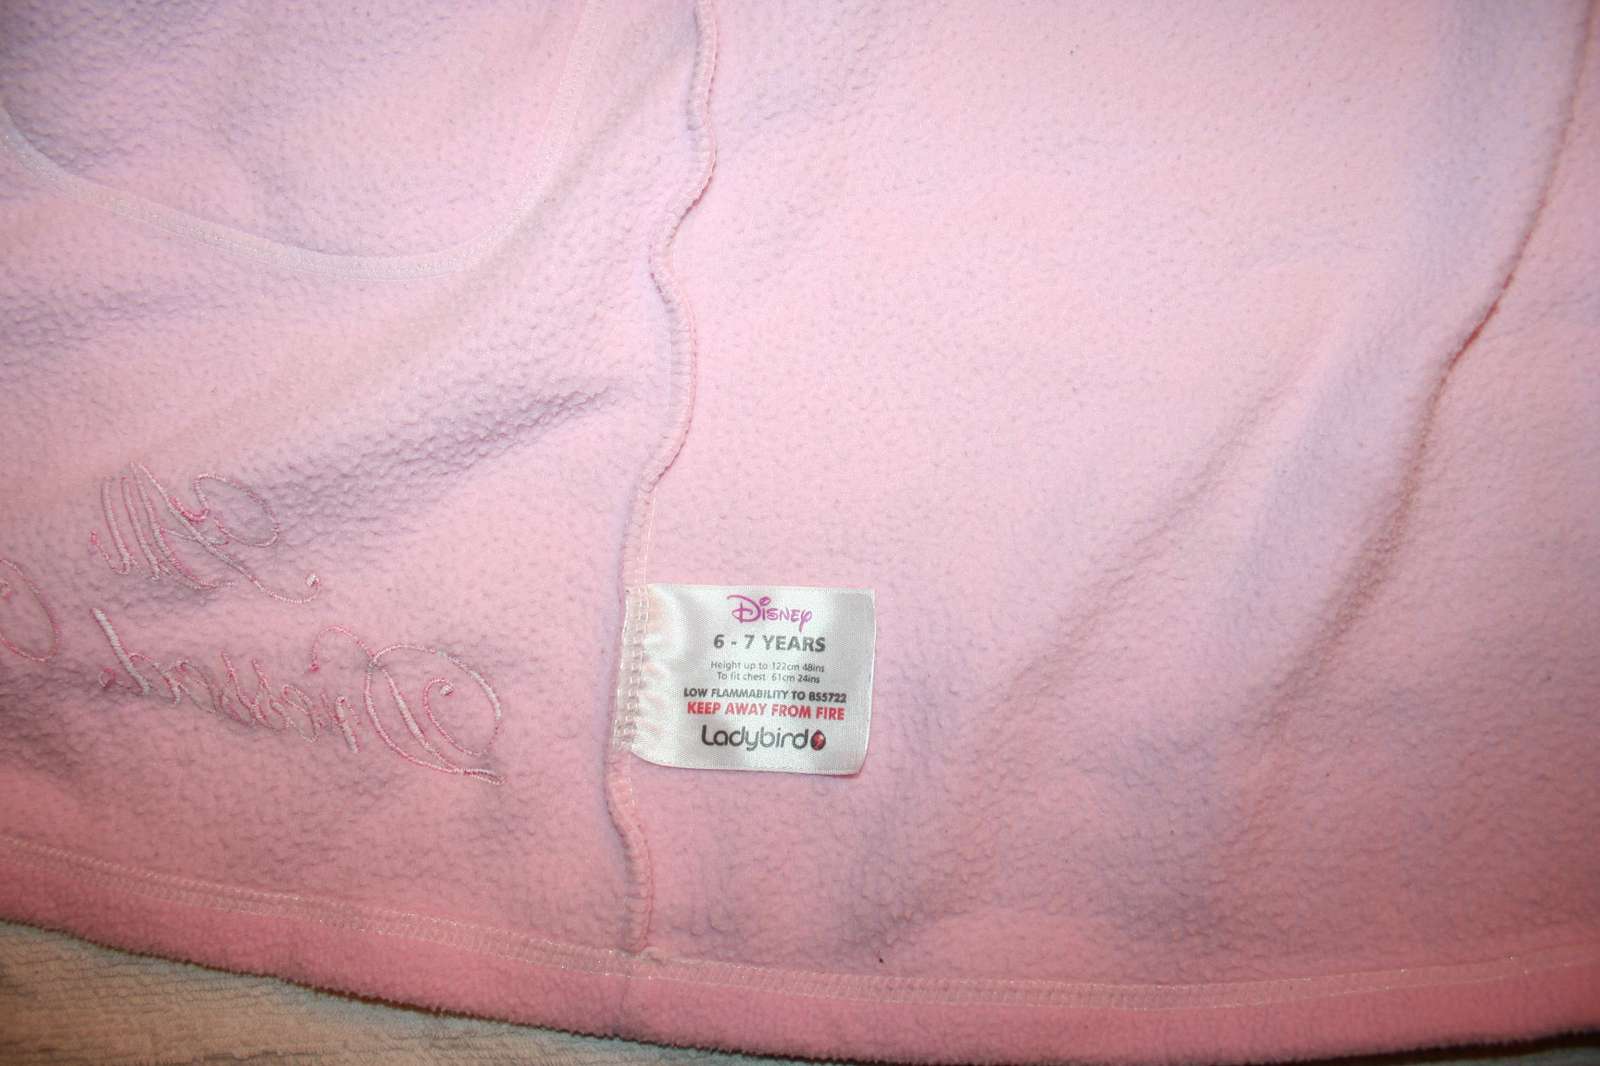 Disney
6 - 7 YEARS
Height up to 122cm 48ins
To fit chest 61cm 24ins
LOW FLAMMABILITY TO BS5722
KEEP AWAY FROM FIRE
Ladybird